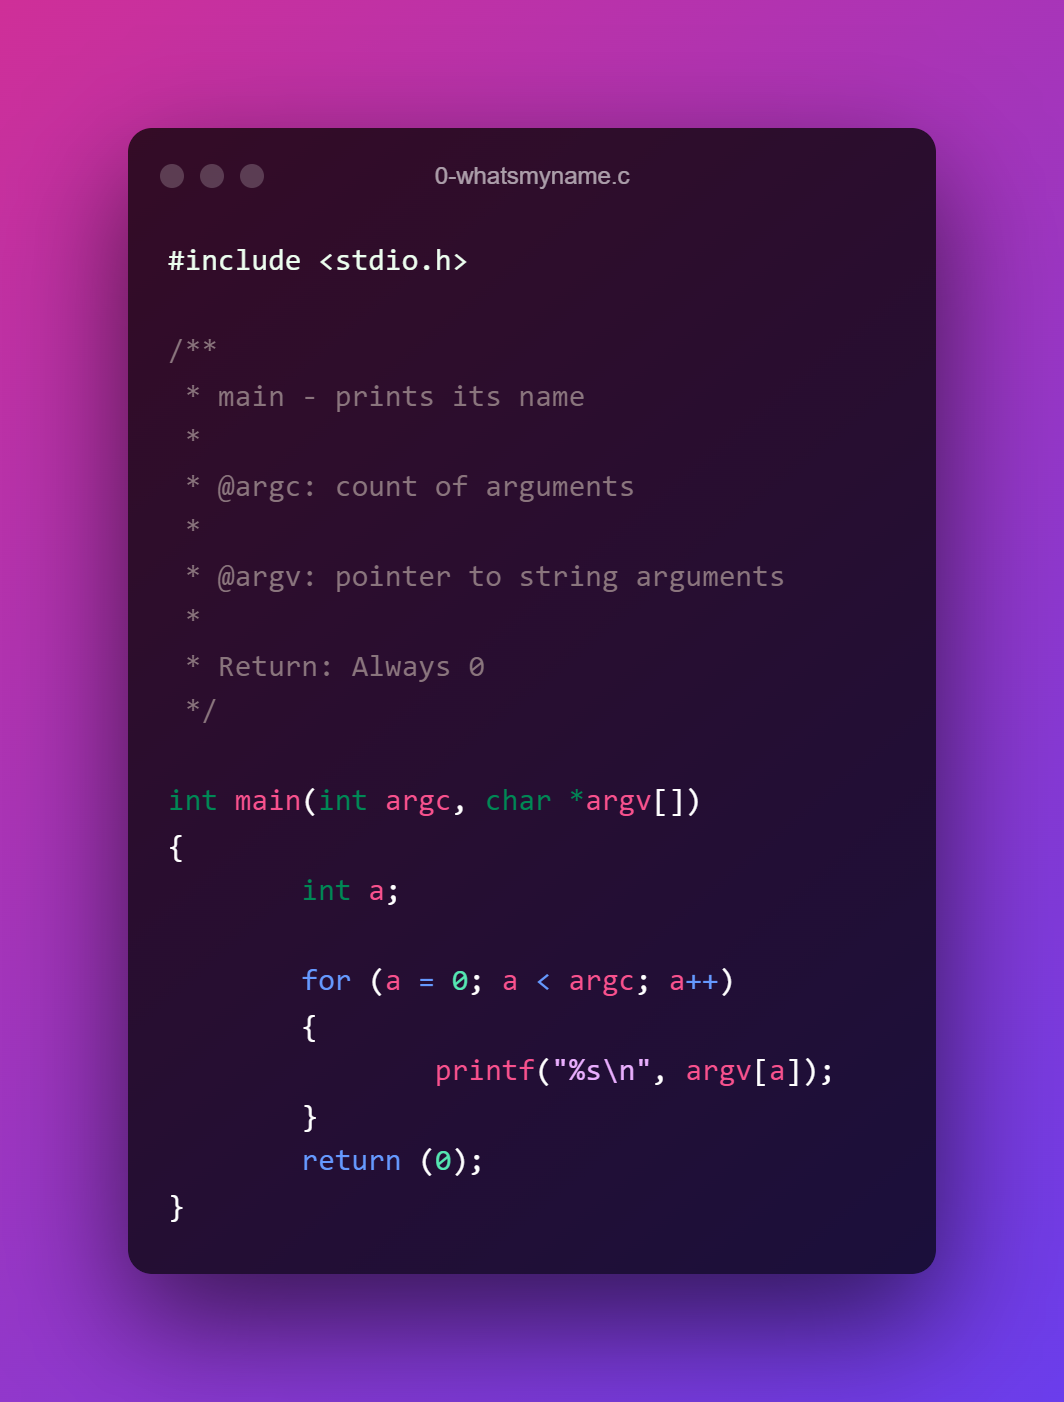 0-whatsmyname.c
#include <stdio.h>
/**
 * main - prints its name
 *
 * @argc: count of arguments
 *
 * @argv: pointer to string arguments
 *
 * Return: Always 0
 */
int main(int argc, char *argv[])
{
        int a;
        for (a = 0; a < argc; a++)
        {
                printf("%s\n", argv[a]);
        }
        return (0);
}